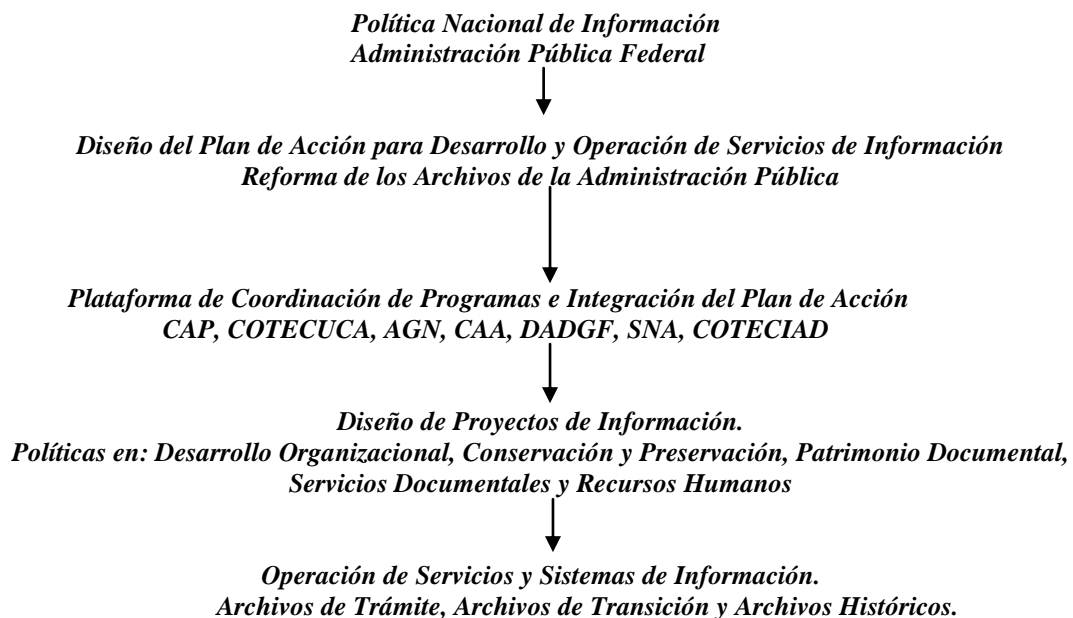 Política Nacional de Información
Administración Pública Federal
Diseño del Plan de Acción para Desarrollo y Operación de Servicios de Información
Reforma de los Archivos de la Administración Pública
Plataforma de Coordinación de Programas e Integración del Plan de Acción
CAP, COTECUCA, AGN, CAA, DADGF, SNA, COTECIAD
Diseño de Proyectos de Información.
Políticas en: Desarrollo Organizacional, Conservación y Preservación, Patrimonio Documental,
Servicios Documentales y Recursos Humanos
Operación de Servicios y Sistemas de Información.
Archivos de Trámite, Archivos de Transición y Archivos Históricos.